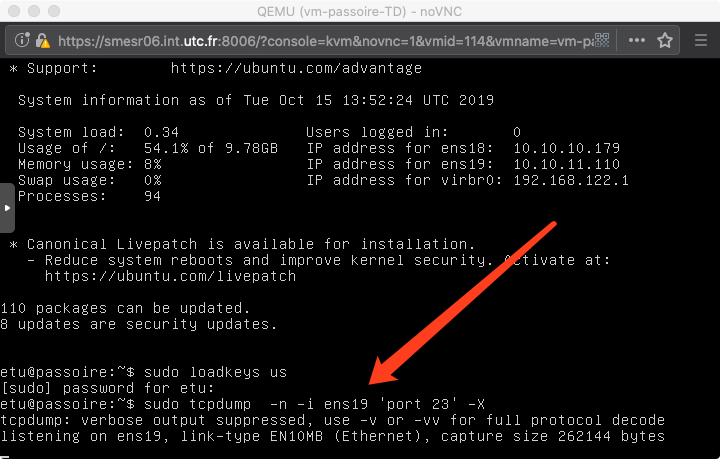 QEMU (vm-passoire-TD) - noVNC
https://smesr06.int.utc.fr:8006/?console=kvm&novnc=1&vmid=114&vmname=vm-pa
* Support: https://ubuntu.com/advantage
System information as of Tue Oct 15 13:52:24 UTC 2019
System load: 0.34 Users logged in: 0
Usage of /: 54.1% of 9.78GB IP address for ens18: 10.10.10.179
Memory usage: 8% IP address for ens19: 10.10.11.110
Swap usage: 0% IP address for virbr0: 192.168.122.1
Processes: 94
* Canonical Livepatch is available for installation.
- Reduce system reboots and improve kernel security. Activate at:
https://ubuntu.com/livepatch
110 packages can be updated.
8 updates are security updates.
etu@passoire:~$ sudo loadkeys us
[sudo] password for etu:
etu@passoire:~$ sudo tcpdump -n -i ens19 'port 23' -X
tcpdump: verbose output suppressed, use -v or -vv for full protocol decode
listening on ens19, link-type EN10MB (Ethernet), capture size 262144 bytes